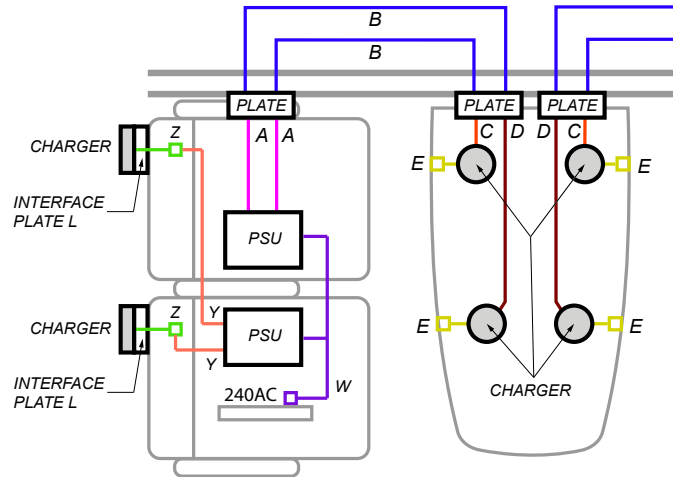 B
B
PLATE
PLATE
PLATE
A
A
C
D
D
C
Z
CHARGER
INTERFACE
PLATE L
E
E
CHARGER
PSU
Z
CHARGER
INTERFACE
PLATE L
Y
Y
PSU
240AC
W
E
E